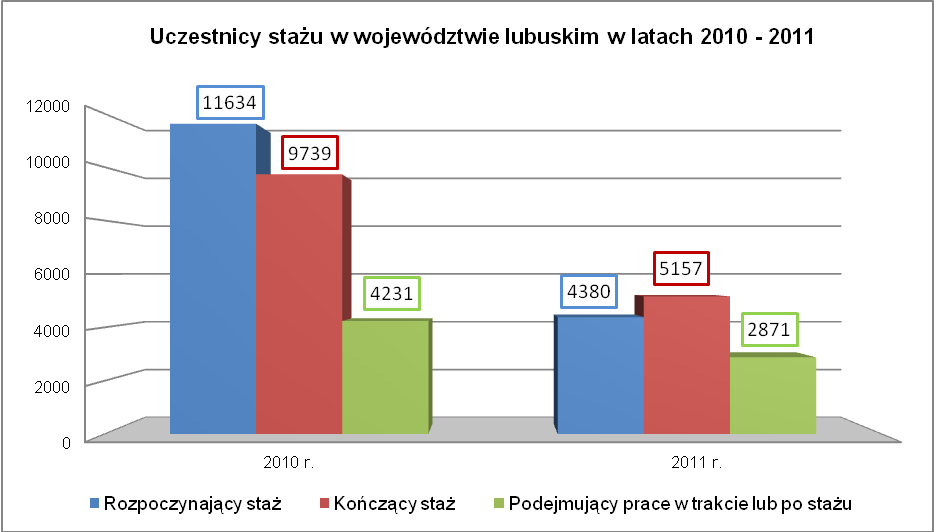 Uczestnicy stażu w województwie lubuskim w latach 2010 - 2011
12000
10000
8000
6000
4000
2000
0
11634
9739
4231
4380
5157
2871
2010 r.
2011 r.
Rozpoczynający staż
Kończący staż
Podejmujący prace w trakcie lub po stażu